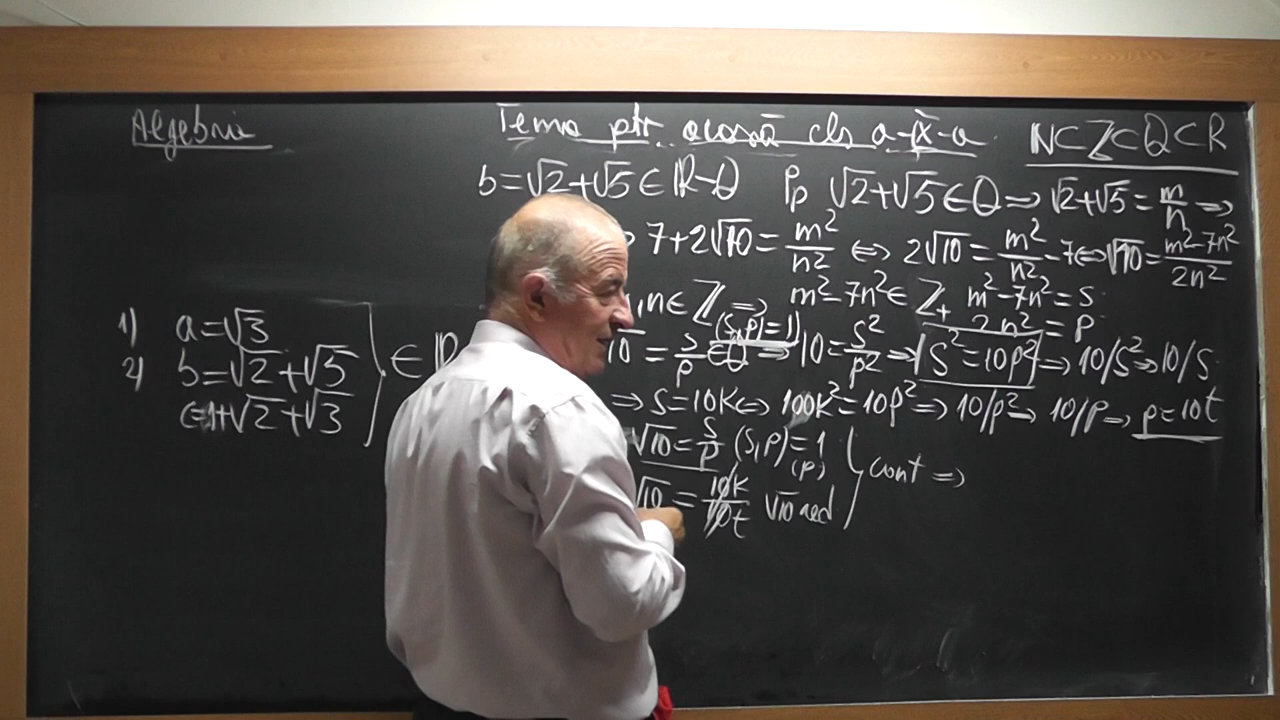 Algebră
Tema ptr. acasă cls a-IX-a
N⊂Z⊂Q⊂R
b=√2+√5∈R-Q Pp √2+√5∈Q⇒√2+√5=m/n⇒
7+2√10=m²/n² ⇔ 2√10=m²/n²-7⇔√10=m²-7n²/2n²
,n∈Z ⇒ m²-7n²∈Z, m²-7n²=s
(s,p)=1) 2n²=p
10=s/p∈Q⇒10=s²/p²⇒|s²=10p²|⇒10/s²⇒10/s
⇒s=10k⇔100k²=10p²⇒10/p²⇒10/p⇒p=10t
√10=s/p (s,p)=1
(p)
√10=10k/10t √10 red
cont ⇒
1) a=√3
2) b=√2+√5
c=1+√2+√3
∈R